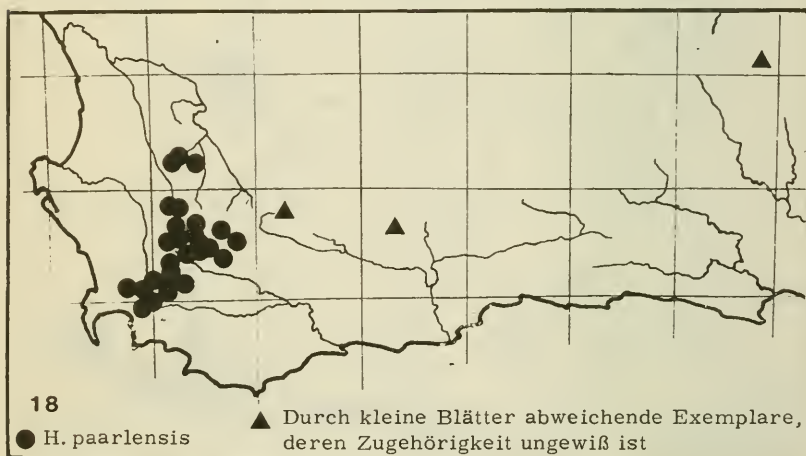 18
● H. paarlensis
▲ Durch kleine Blätter abweichende Exemplare,
deren Zugehörigkeit ungewiß ist